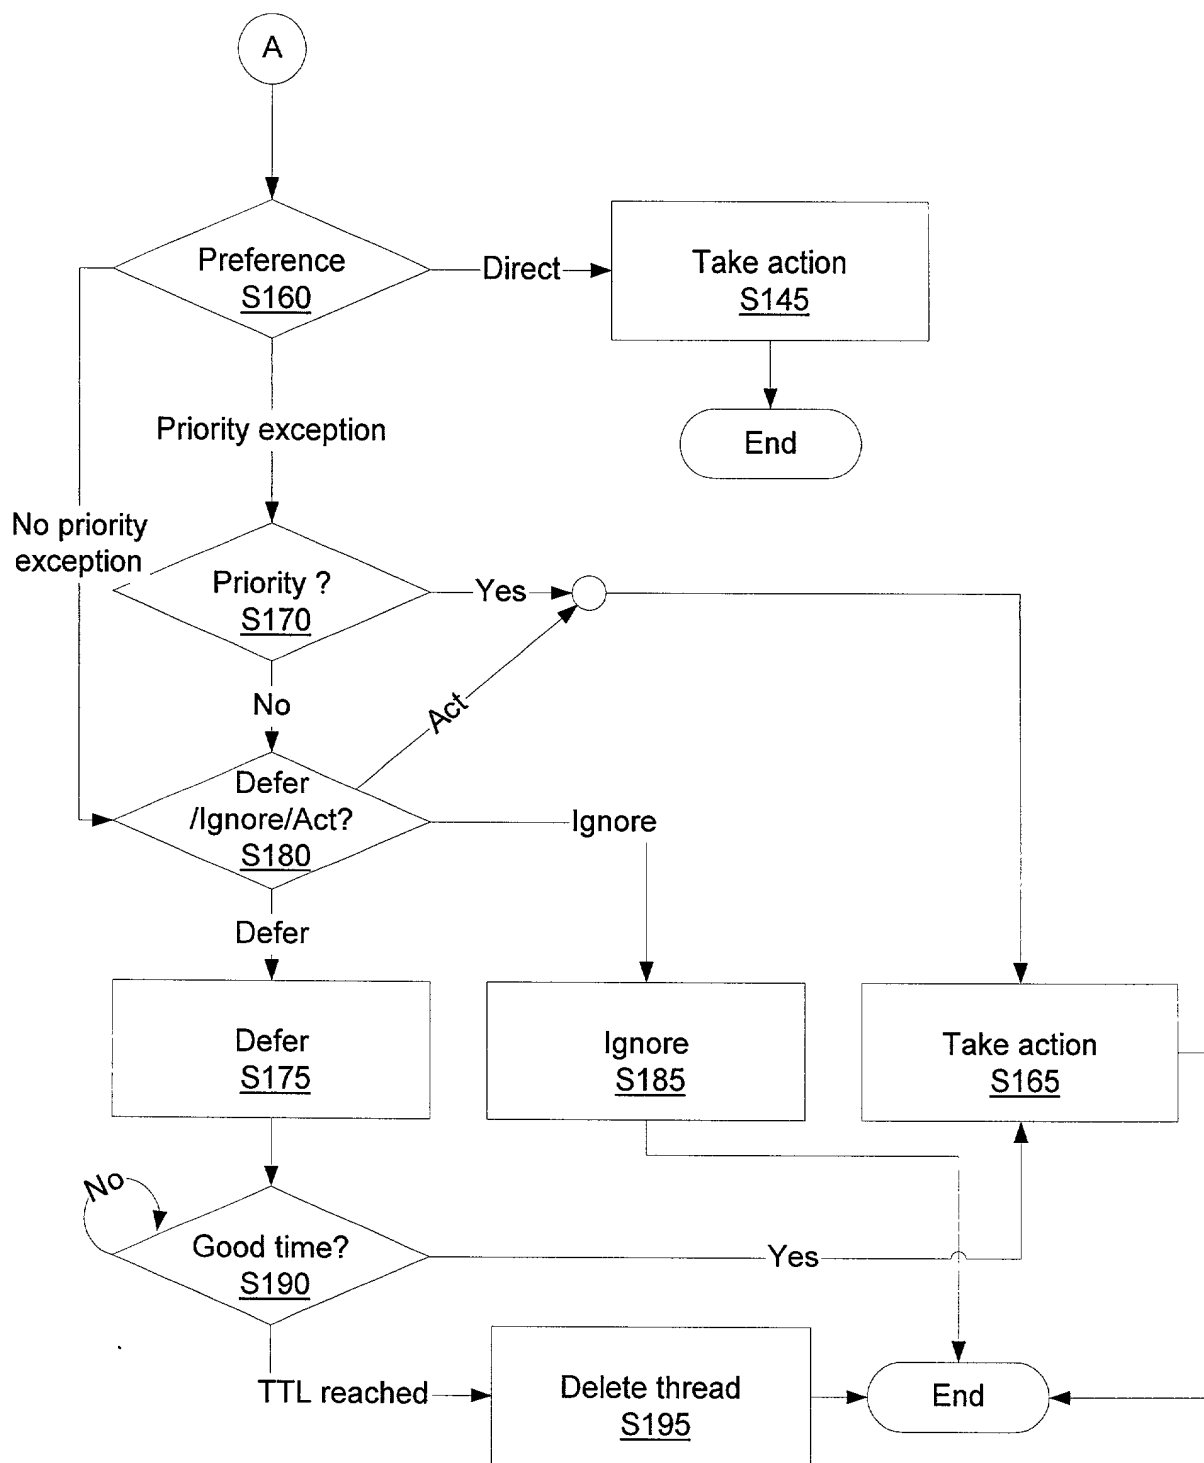 A
Preference
S160
Direct
Take action
S145
Priority exception
End
No priority
exception
Priority ?
S170
Yes
No
Act
Defer
/Ignore/Act?
S180
Ignore
Defer
Defer
S175
Ignore
S185
Take action
S165
No
Good time?
S190
Yes
TTL reached
Delete thread
S195
End